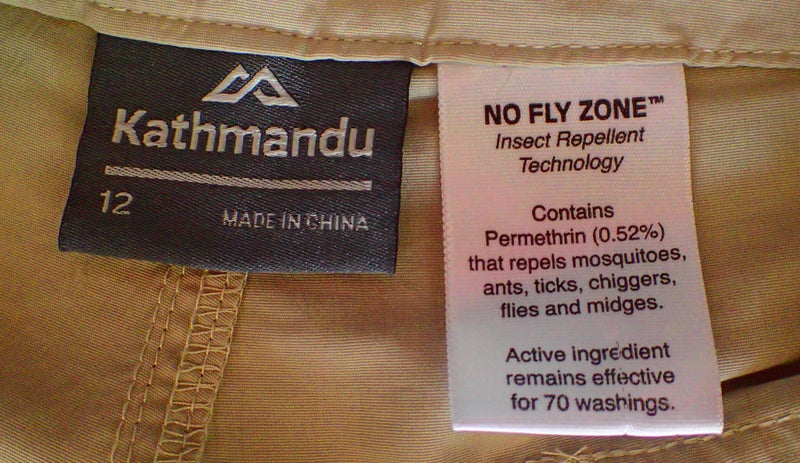 Kathmandu
12
MADE IN CHINA
NO FLY ZONE™
Insect Repellent
Technology
Contains
Permethrin (0.52%)
that repels mosquitoes,
ants, ticks, chiggers,
flies and midges.
Active ingredient
remains effective
for 70 washings.